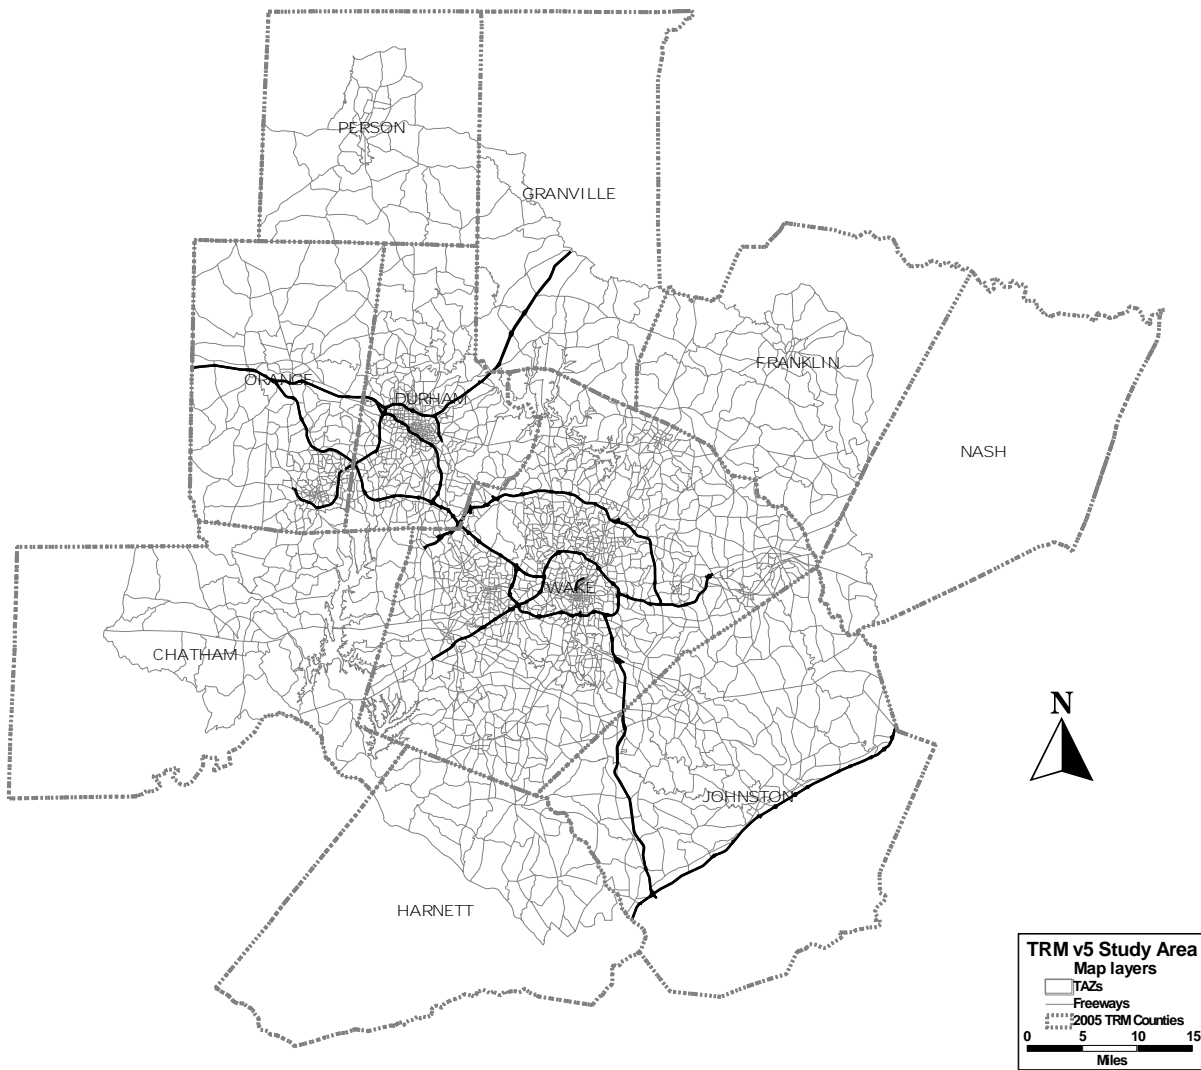 PERSON
GRANVILLE
FRANKLIN
ORANGE
DURHAM
NASH
WAKE
CHATHAM
N
JOHNSTON
HARNETT
TRM v5 Study Area
Map layers
TAZs
Freeways
2005 TRM Counties
0 5 10 15
Miles